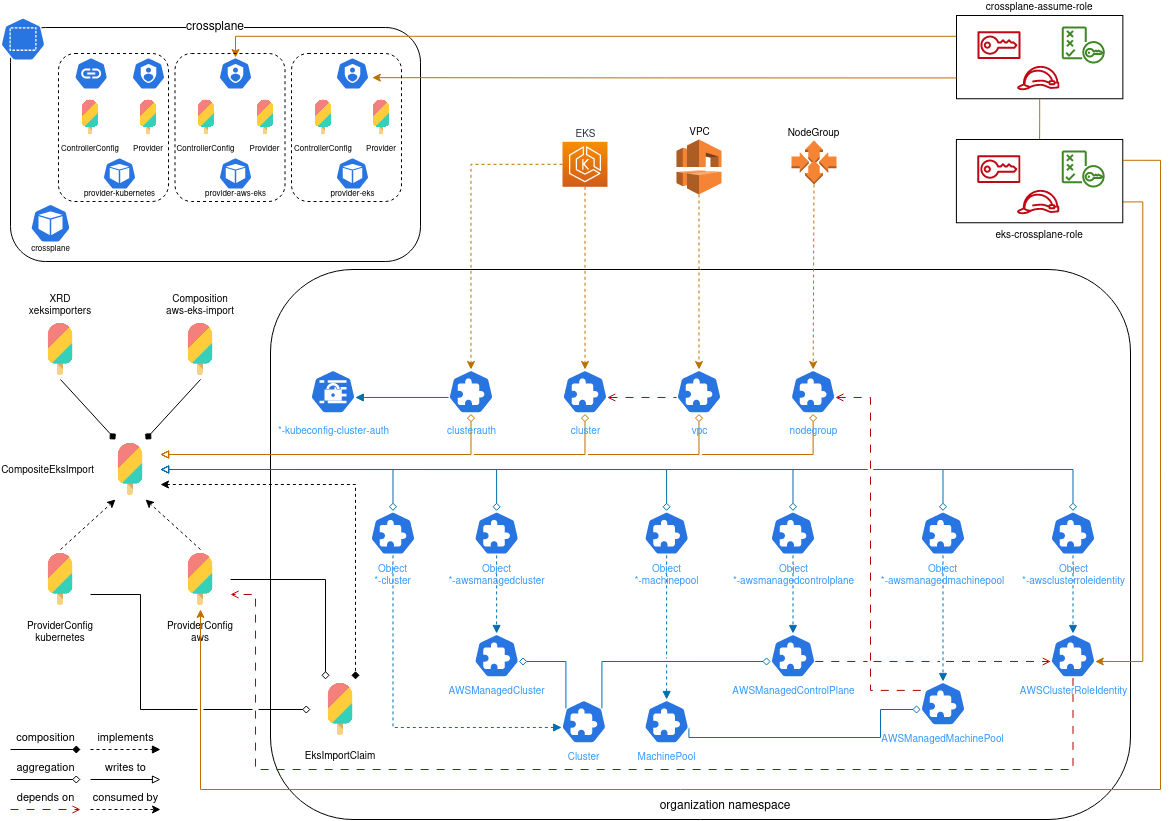 crossplane-assume-role
crossplane
ControllerConfig
Provider
ControllerConfig
Provider
ControllerConfig
Provider
provider-kubernetes
provider-aws-eks
provider-eks
crossplane
EKS
VPC
NodeGroup
eks-crossplane-role
XRD
xeksimporters
Composition
aws-eks-import
*-kubeconfig-cluster-auth
clusterauth
cluster
vpc
nodegroup
CompositeEksImport
Object
*-cluster
Object
*-awsmanagedcluster
Object
*-machinepool
Object
*-awsmanagedcontrolplane
Object
*-awsmanagedmachinepool
Object
*-awsclusterroleidentity
ProviderConfig
kubernetes
ProviderConfig
aws
AWSManagedCluster
AWSManagedControlPlane
AWSClusterRoleIdentity
EksImportClaim
Cluster
MachinePool
AWSManagedMachinePool
composition
implements
aggregation
writes to
depends on
consumed by
organization namespace